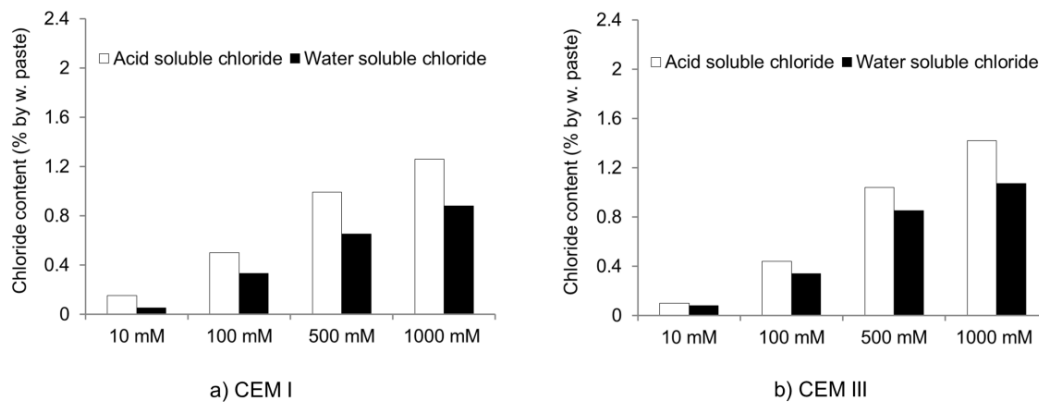 Chloride content (% by w. paste)
2.4
2
1.6
1.2
0.8
0.4
0
Acid soluble chloride
Water soluble chloride
10 mM
100 mM
500 mM
1000 mM
a) CEM I
Chloride content (% by w. paste)
2.4
2
1.6
1.2
0.8
0.4
0
Acid soluble chloride
Water soluble chloride
10 mM
100 mM
500 mM
1000 mM
b) CEM III